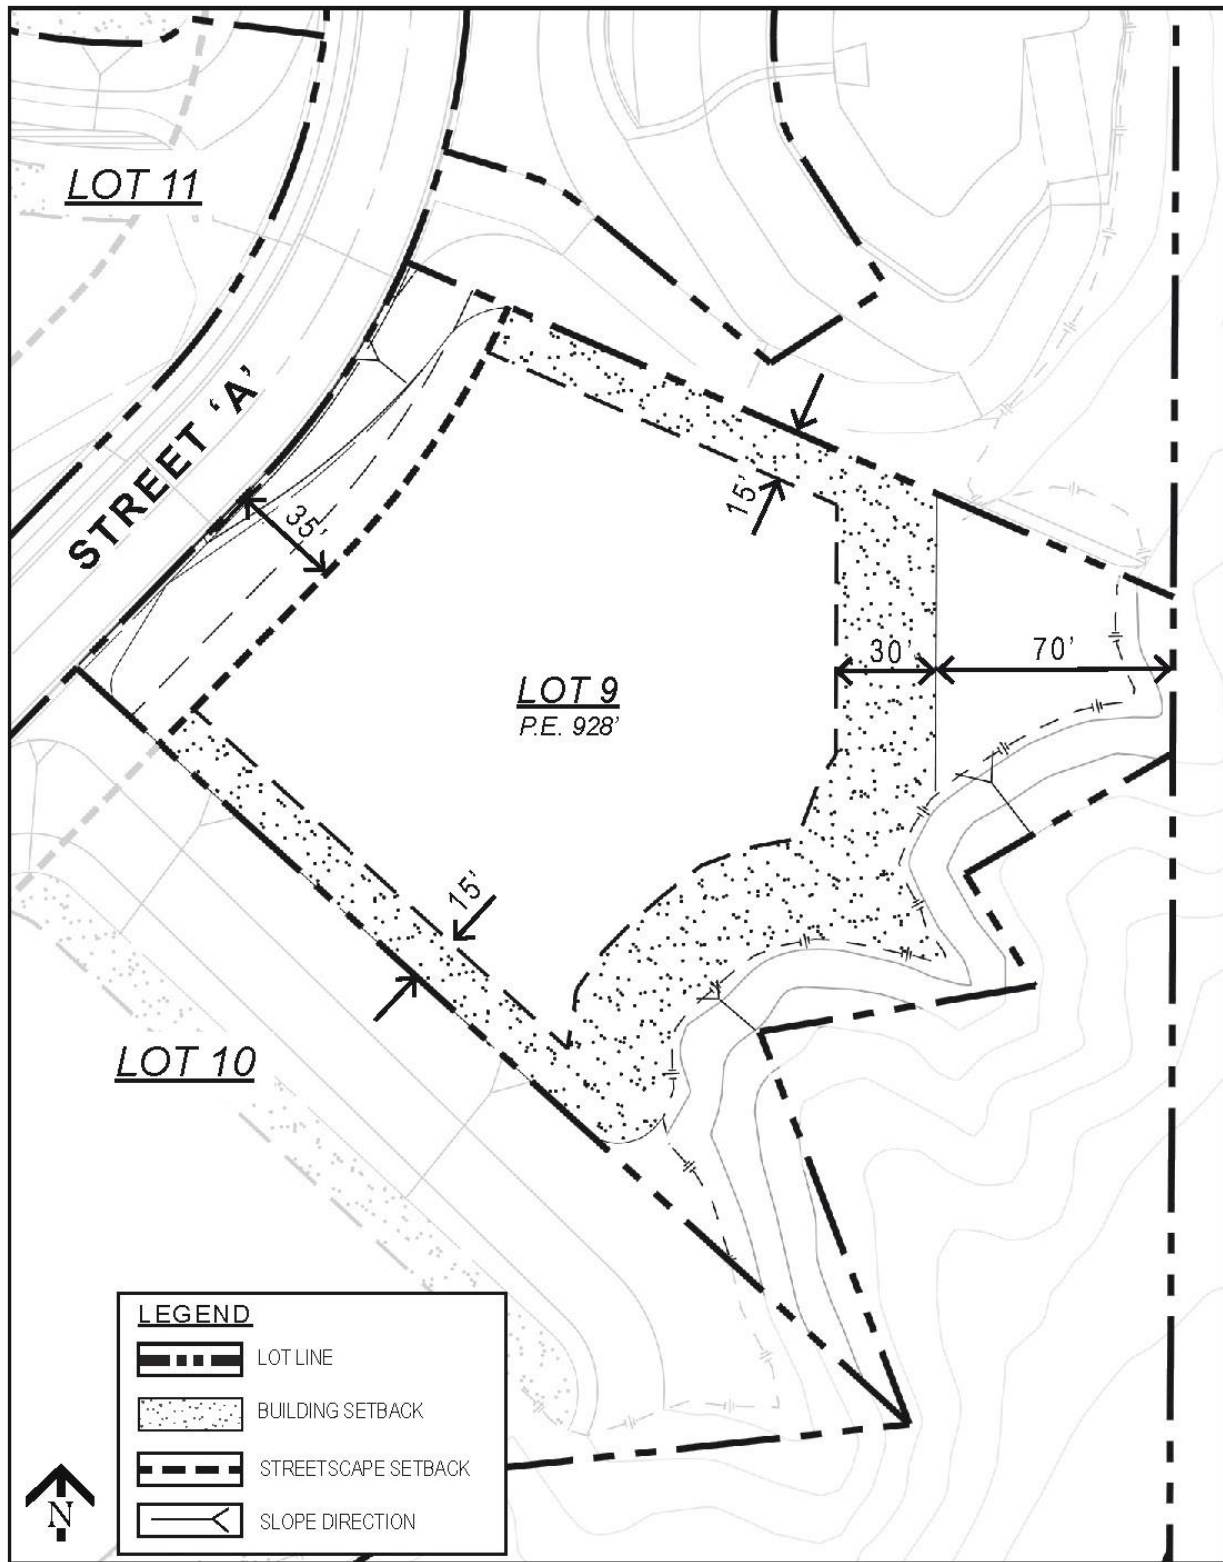 LOT 11
STREET 'A'
35'
15'
30'
70'
LOT 9
P.E. 928'
15'
LOT 10
LEGEND
LOT LINE
BUILDING SETBACK
STREETSCAPE SETBACK
SLOPE DIRECTION
N